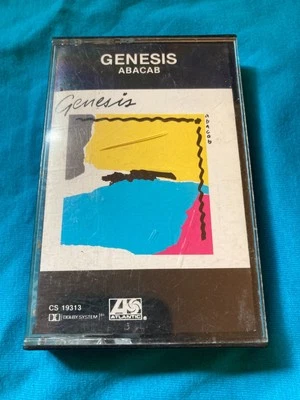 GENESIS
ABACAB
Genesis
ABACAB
CS 19313
DOLBY SYSTEM
ATLANTIC